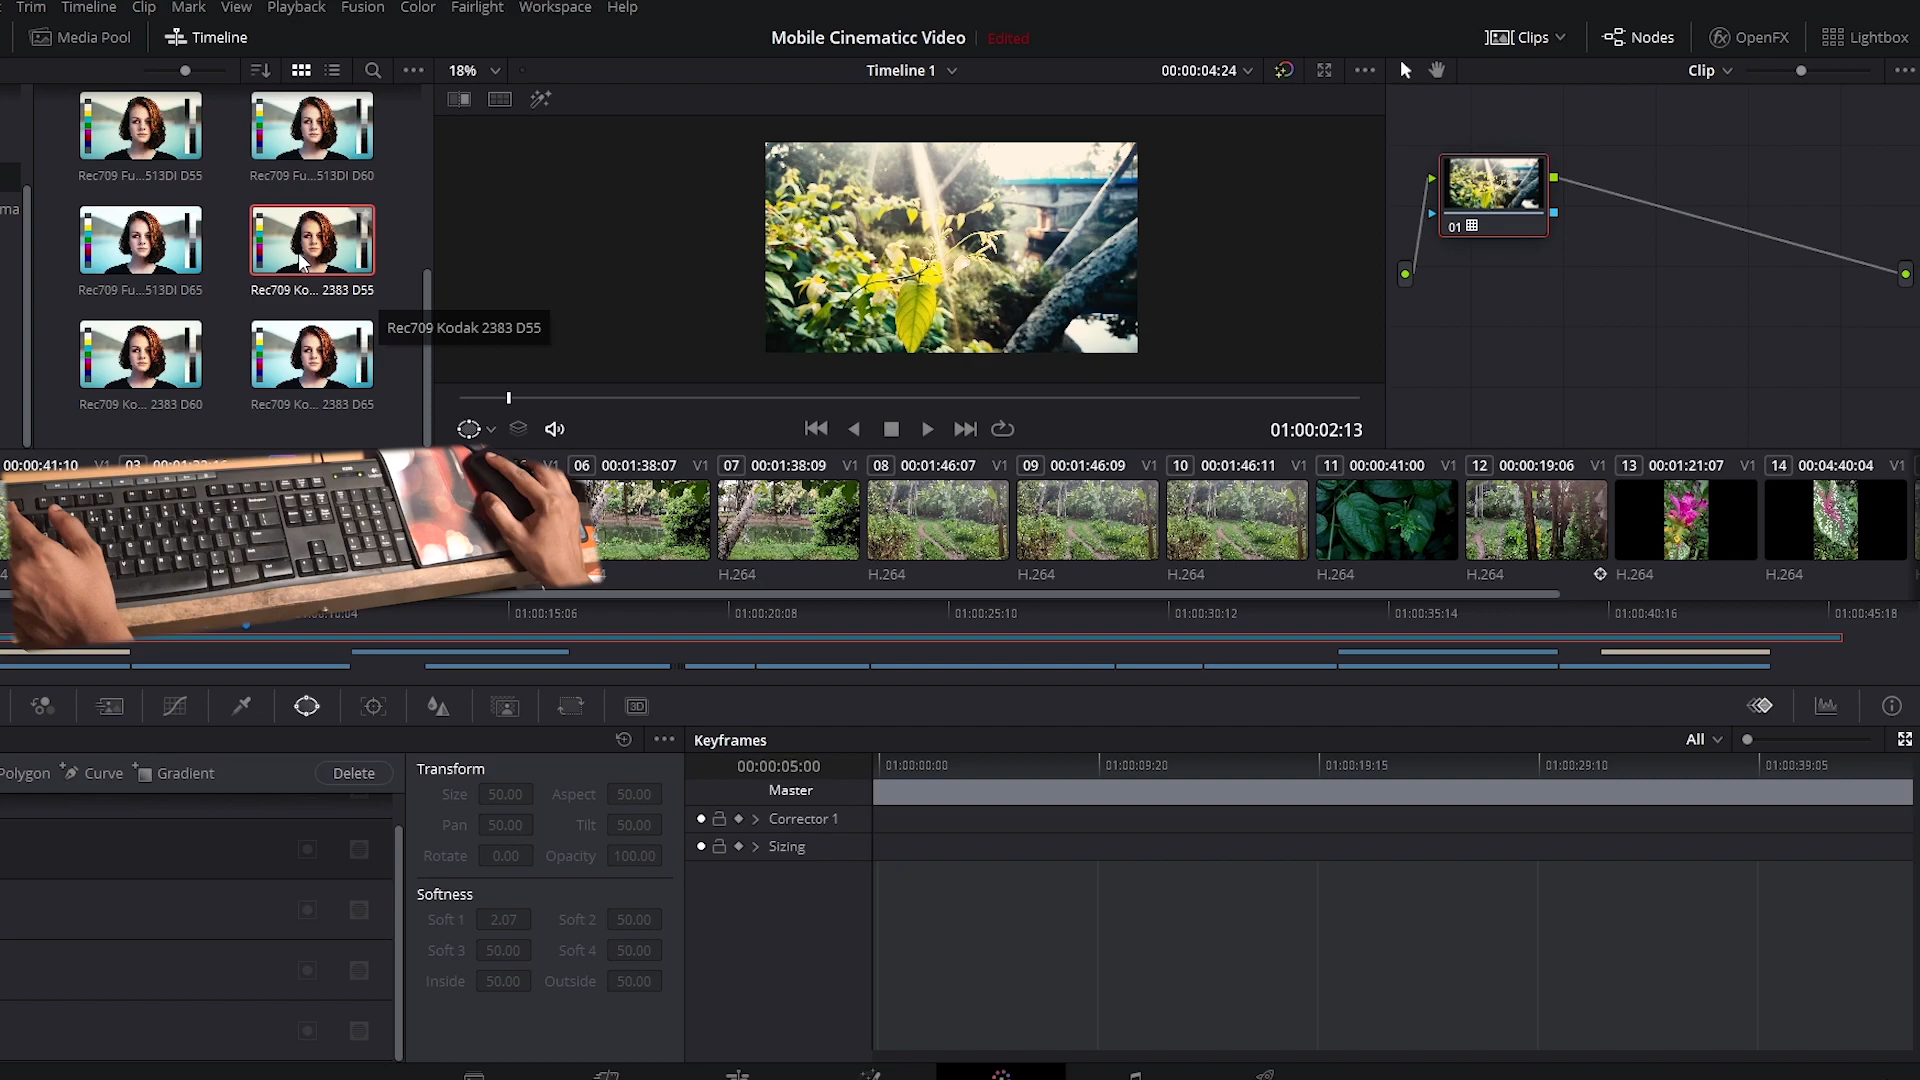 Trim Timeline Clip Mark View Playback Fusion Color Fairlight Workspace Help
Media Pool Timeline Mobile Cinematicc Video Edited Clips Nodes OpenFX Lightbox
18% Timeline 1 00:00:04:24 Clip
Rec709 Fu...513DI D55 Rec709 Fu...513DI D60
Rec709 Fu...513DI D65 Rec709 Ko... 2383 D55
Rec709 Kodak 2383 D55
Rec709 Ko... 2383 D60 Rec709 Ko... 2383 D65
01
01:00:02:13
00:00:41:10 V1 03 V1 06 00:01:38:07 V1 07 00:01:38:09 V1 08 00:01:46:07 V1 09 00:01:46:09 V1 10 00:01:46:11 V1 11 00:00:41:00 V1 12 00:00:19:06 V1 13 00:01:21:07 V1 14 00:04:40:04 V1
H.264 H.264 H.264 H.264 H.264 H.264 H.264 H.264
01:00:15:06 01:00:20:08 01:00:25:10 01:00:30:12 01:00:35:14 01:00:40:16 01:00:45:18
3D
Keyframes All
Polygon Curve Gradient Delete
Transform
Size 50.00 Aspect 50.00
Pan 50.00 Tilt 50.00
Rotate 0.00 Opacity 100.00
Softness
Soft 1 2.07 Soft 2 50.00
Soft 3 50.00 Soft 4 50.00
Inside 50.00 Outside 50.00
00:00:05:00 01:00:00:00 01:00:09:20 01:00:19:15 01:00:29:10 01:00:39:05
Master
Corrector 1
Sizing